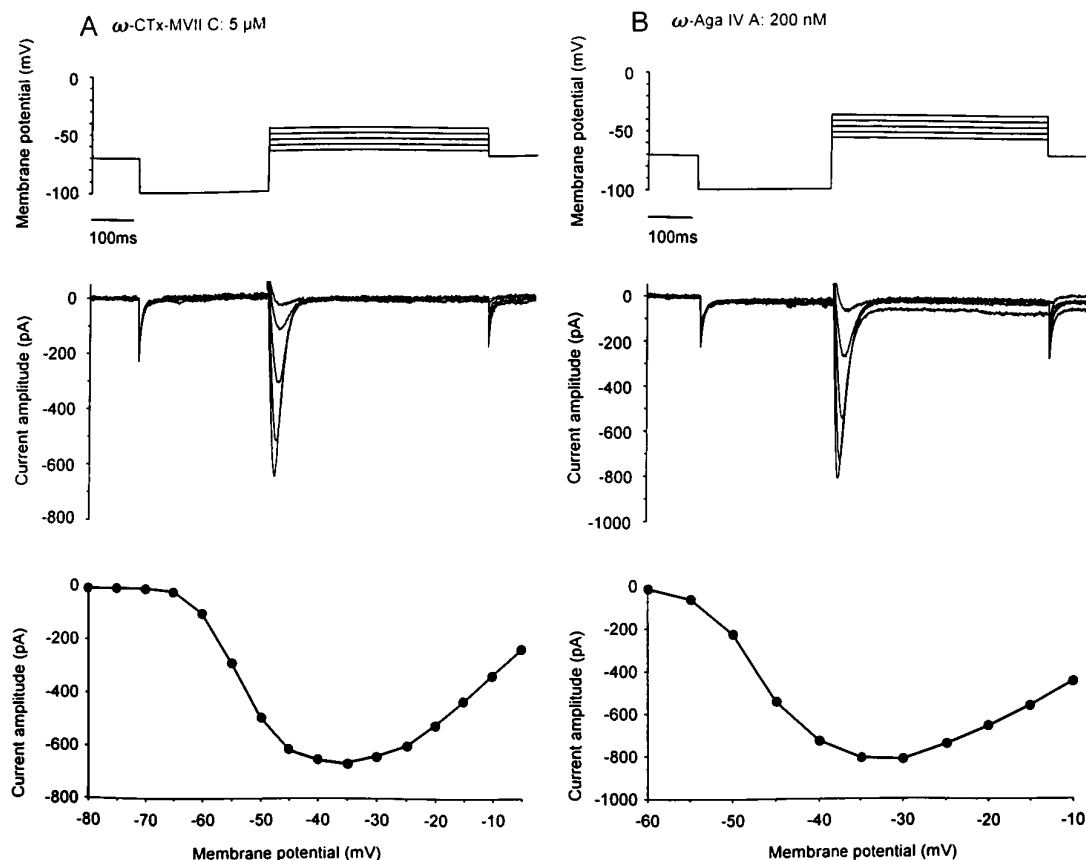 A ω-CTx-MVII C: 5 µM
Membrane potential (mV)
0
-50
-100
100ms
Current amplitude (pA)
0
-200
-400
-600
-800
Current amplitude (pA)
0
-200
-400
-600
-800
-80 -70 -60 -50 -40 -30 -20 -10
Membrane potential (mV)
B ω-Aga IV A: 200 nM
Membrane potential (mV)
0
-50
-100
100ms
Current amplitude (pA)
0
-200
-400
-600
-800
-1000
Current amplitude (pA)
0
-200
-400
-600
-800
-1000
-60 -50 -40 -30 -20 -10
Membrane potential (mV)